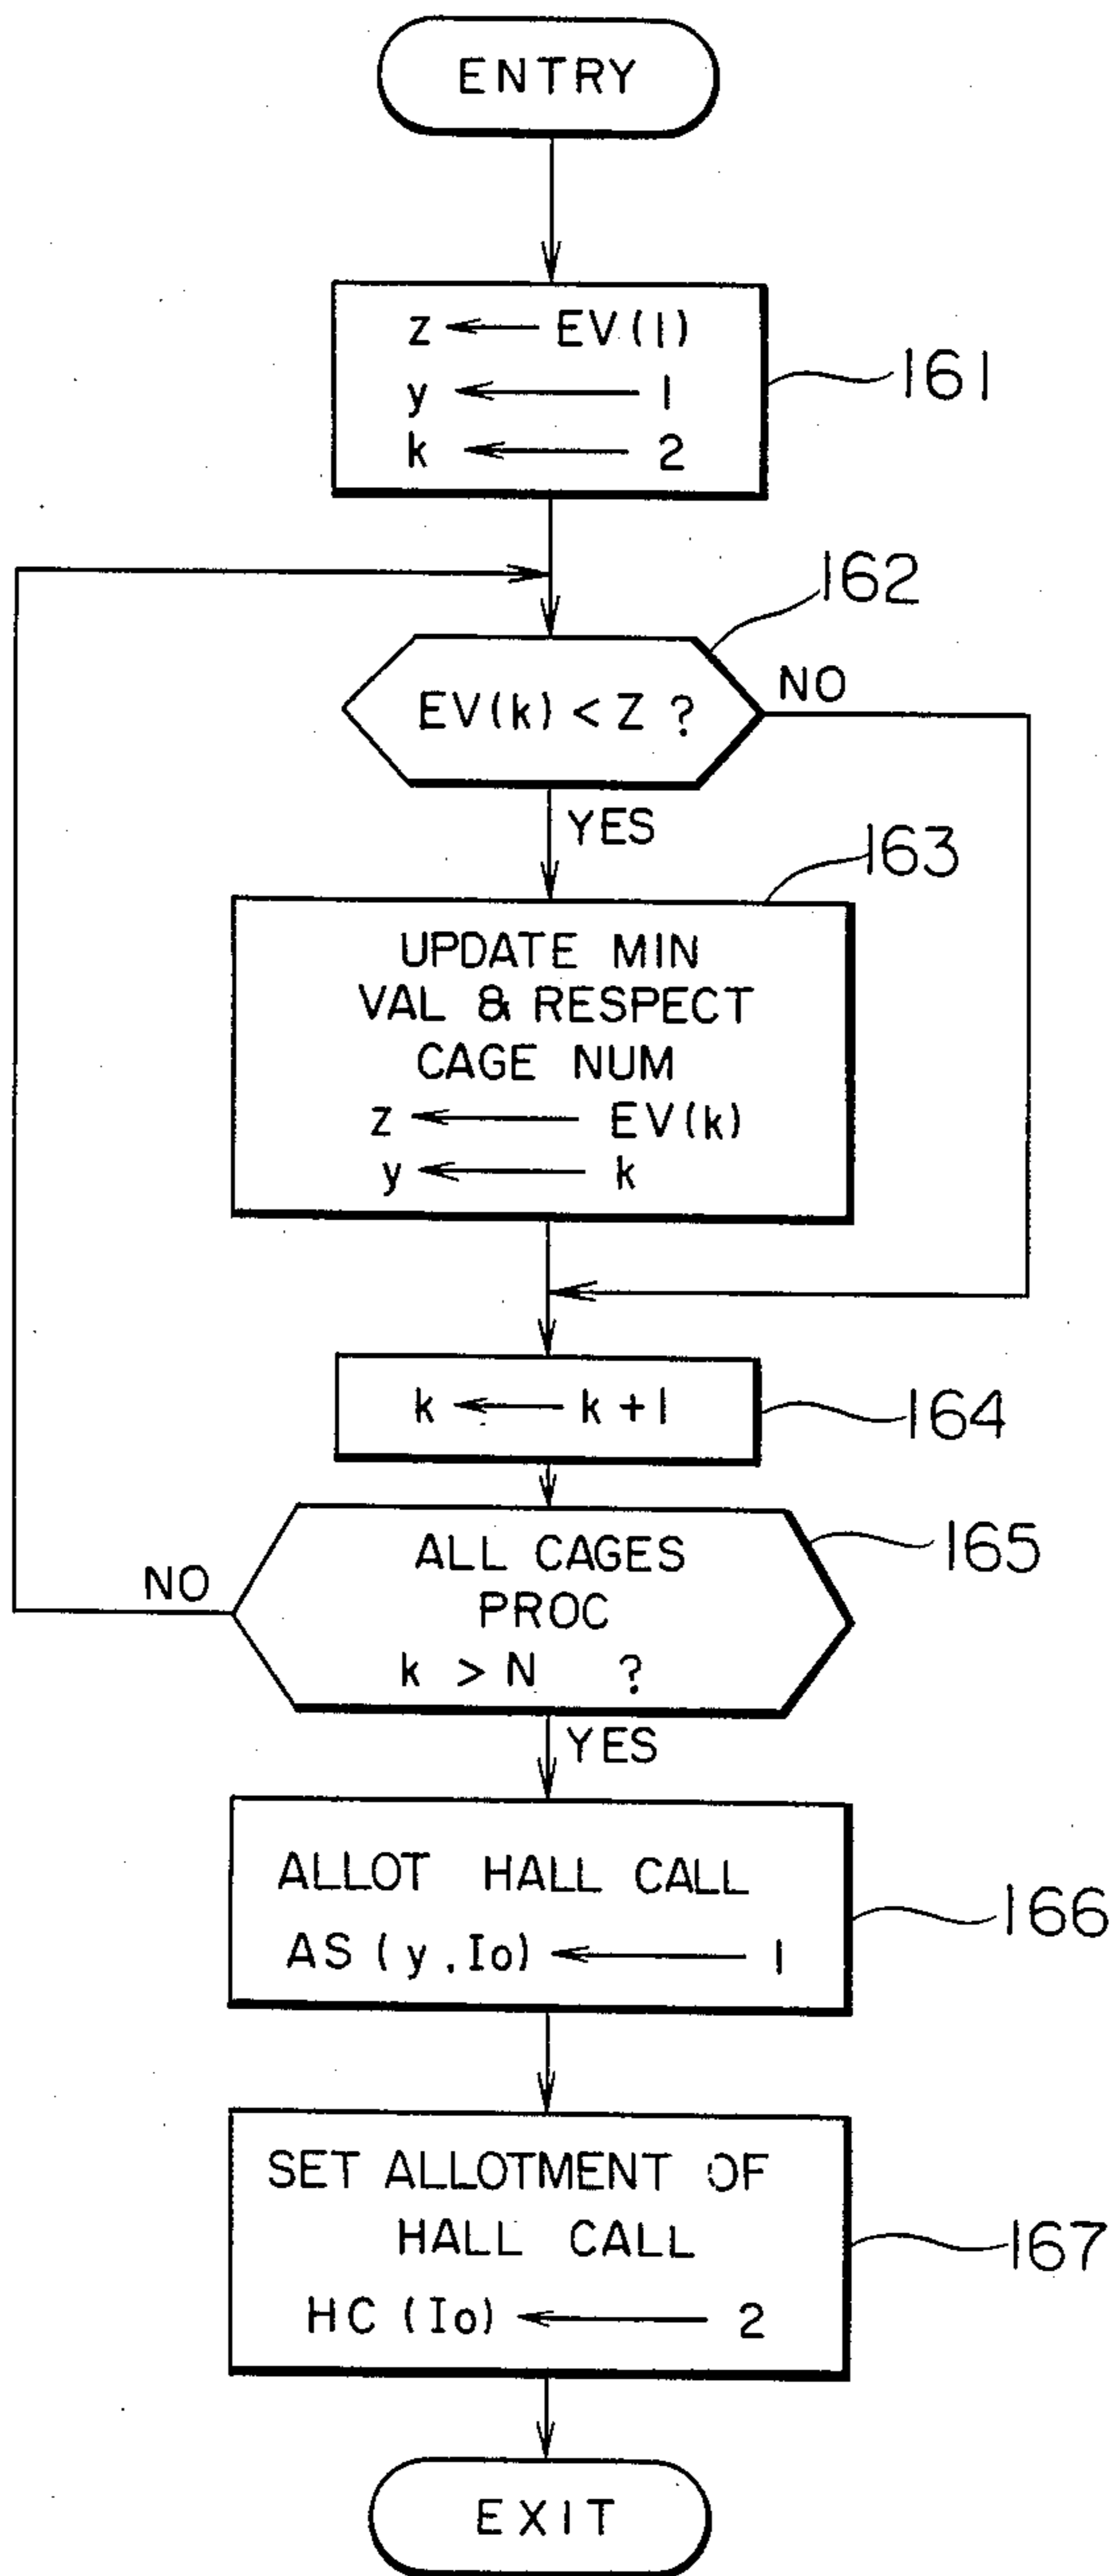 ENTRY
z ← EV(1)
y ← 1
k ← 2
161
162
EV(k) < Z ?
NO
YES
163
UPDATE MIN
VAL & RESPECT
CAGE NUM
z ← EV(k)
y ← k
k ← k+1
164
ALL CAGES
PROC
k > N ?
165
NO
YES
ALLOT HALL CALL
AS (y, Io) ← 1
166
SET ALLOTMENT OF
HALL CALL
HC (Io) ← 2
167
EXIT